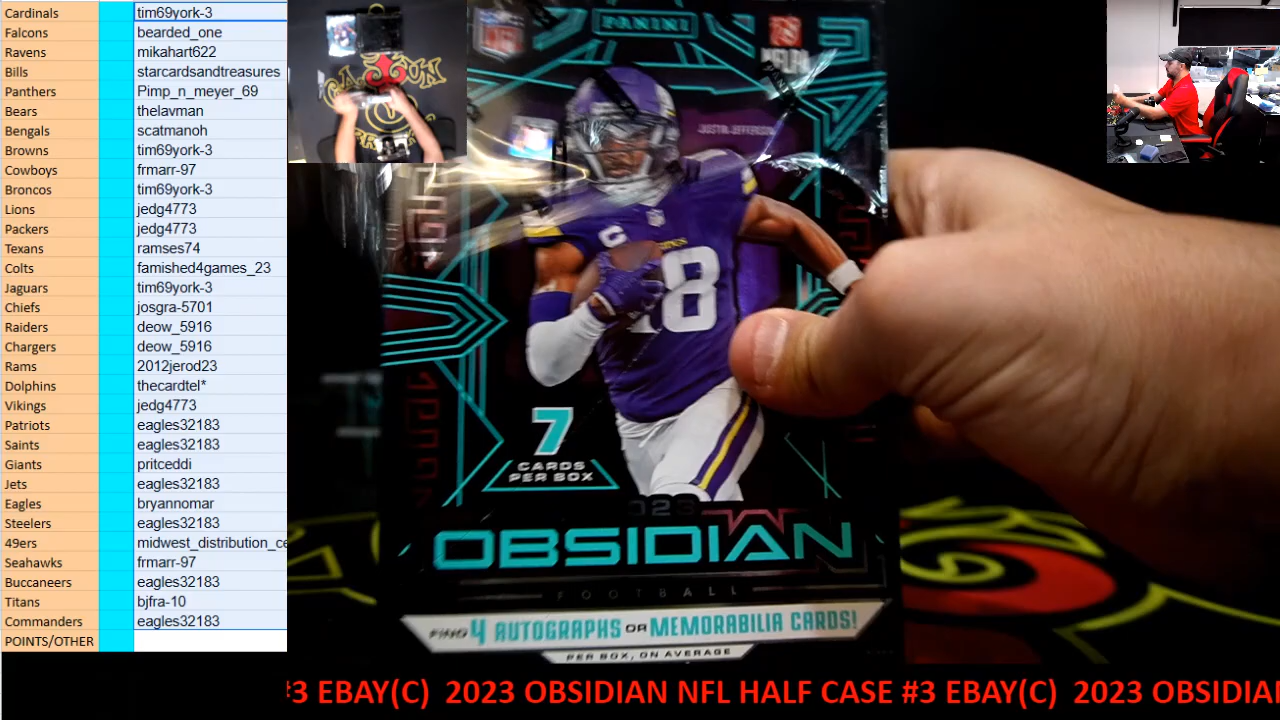 Cardinals tim69york-3
Falcons bearded_one
Ravens mikahart622
Bills starcardsandtreasures
Panthers Pimp_n_meyer_69
Bears thelavman
Bengals scatmanoh
Browns tim69york-3
Cowboys frmarr-97
Broncos tim69york-3
Lions jedg4773
Packers jedg4773
Texans ramses74
Colts famished4games_23
Jaguars tim69york-3
Chiefs josgra-5701
Raiders deow_5916
Chargers deow_5916
Rams 2012jerod23
Dolphins thecardtel*
Vikings jedg4773
Patriots eagles32183
Saints eagles32183
Giants pritceddi
Jets eagles32183
Eagles bryannomar
Steelers eagles32183
49ers midwest_distribution_ce
Seahawks frmarr-97
Buccaneers eagles32183
Titans bjfra-10
Commanders eagles32183
POINTS/OTHER
PANINI
NFL
JUSTIN JEFFERSON
C
18
7
CARDS
PER BOX
2023
OBSIDIAN
FOOTBALL
FIND 4 AUTOGRAPHS OR MEMORABILIA CARDS!
PER BOX, ON AVERAGE
#3 EBAY(C) 2023 OBSIDIAN NFL HALF CASE #3 EBAY(C) 2023 OBSIDIAN